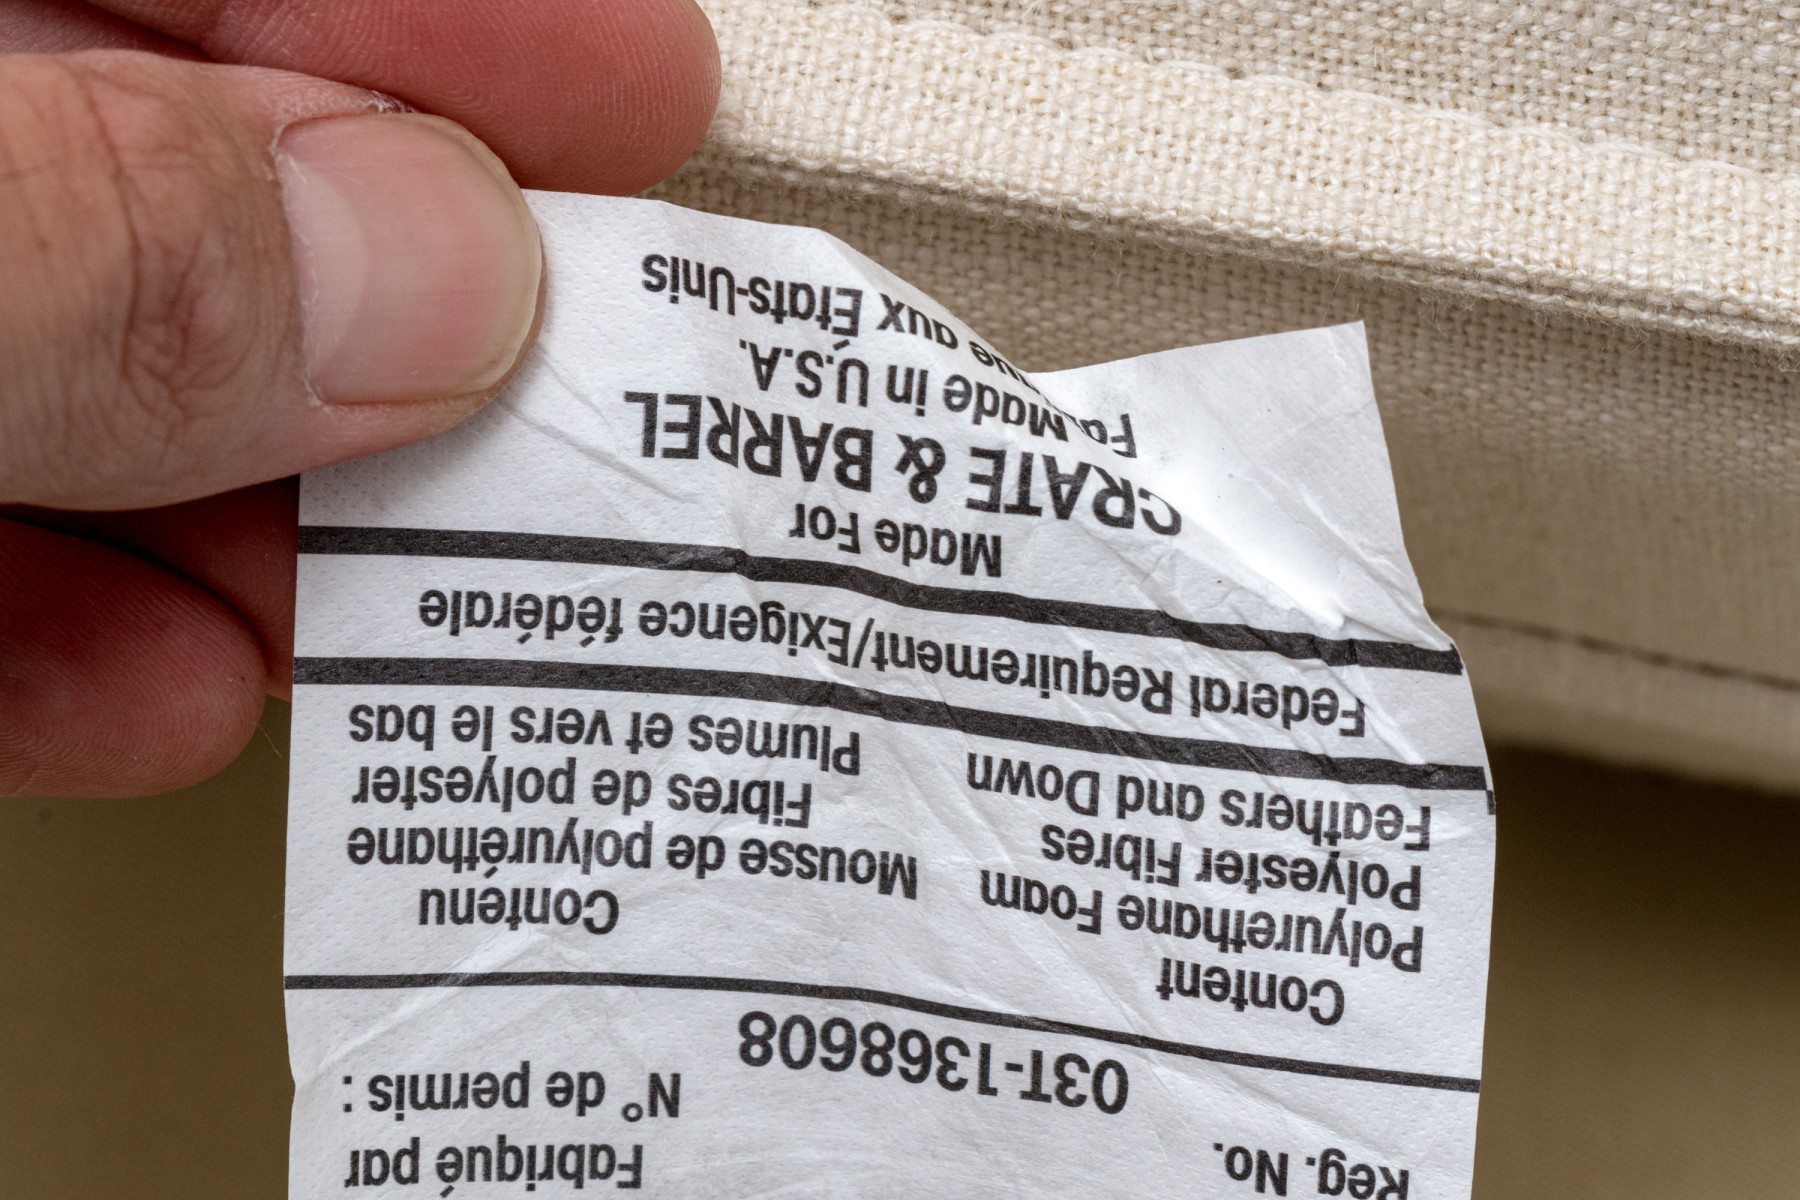 Reg. No.
Fabriqué par
N° de permis :
03T-1368608
Content
Polyurethane Foam
Polyester Fibres
Feathers and Down
Contenu
Mousse de polyuréthane
Fibres de polyester
Plumes et vers le bas
Federal Requirement/Exigence fédérale
Made For
CRATE & BARREL
Made in U.S.A.
aux États-Unis